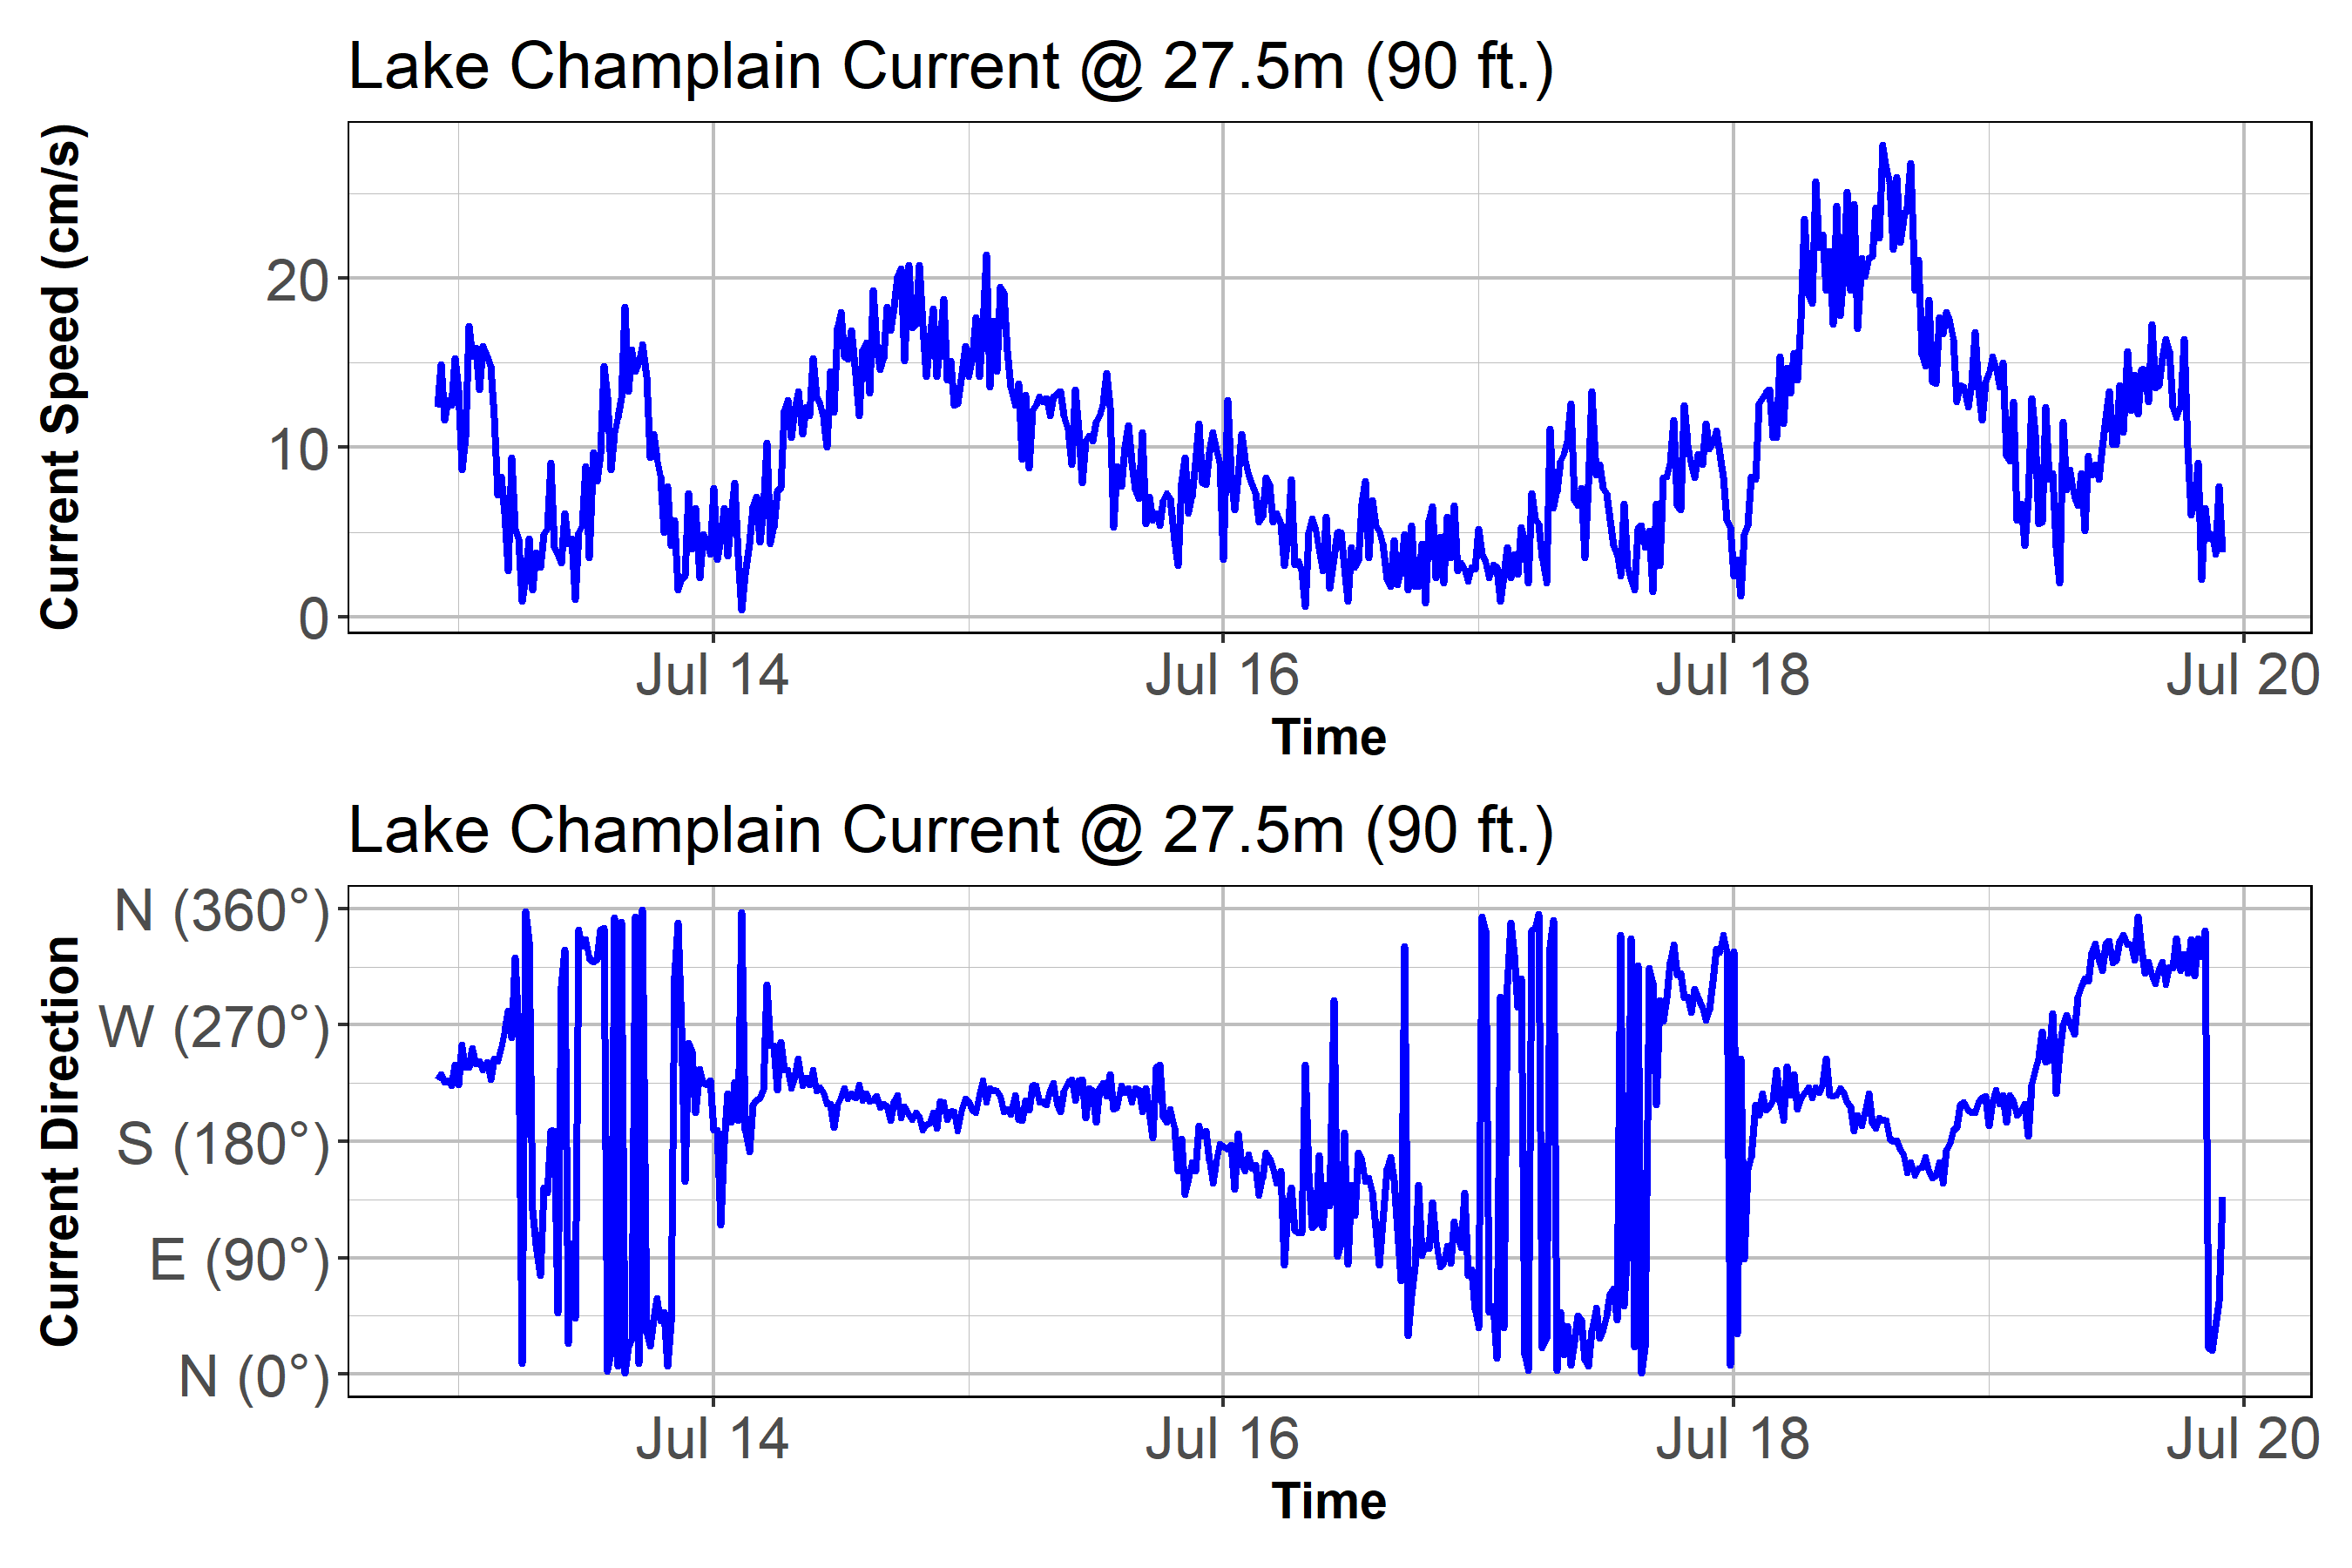 Lake Champlain Current @ 27.5m (90 ft.)
Current Speed (cm/s)
20
10
0
Jul 14 Jul 16 Jul 18 Jul 20
Time
Lake Champlain Current @ 27.5m (90 ft.)
Current Direction
N (360°)
W (270°)
S (180°)
E (90°)
N (0°)
Jul 14 Jul 16 Jul 18 Jul 20
Time